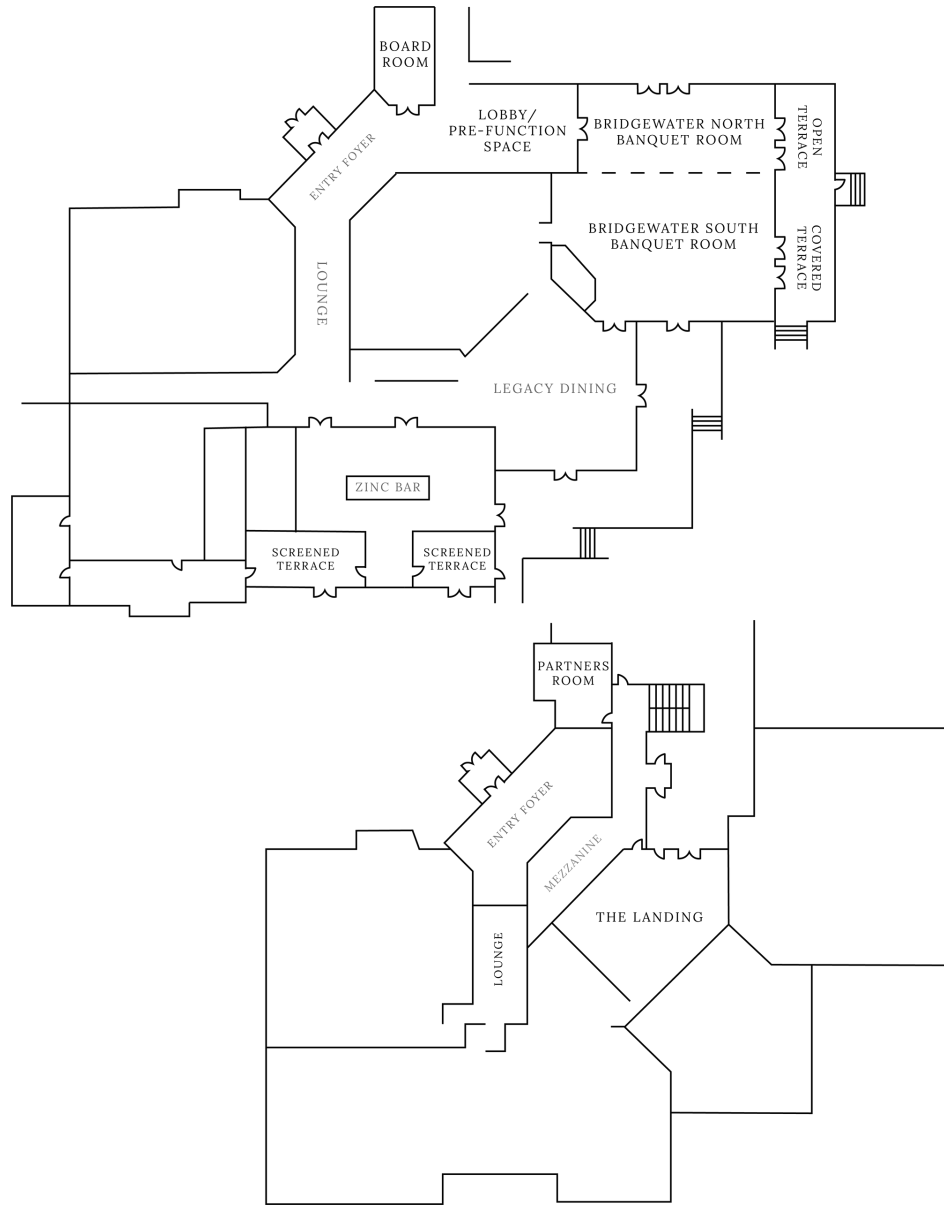 BOARD
ROOM
LOBBY/
PRE-FUNCTION
SPACE
BRIDGEWATER NORTH
BANQUET ROOM
OPEN
TERRACE
ENTRY FOYER
BRIDGEWATER SOUTH
BANQUET ROOM
COVERED
TERRACE
LOUNGE
LEGACY DINING
ZINC BAR
SCREENED
TERRACE
SCREENED
TERRACE
PARTNERS
ROOM
ENTRY FOYER
MEZZANINE
THE LANDING
LOUNGE